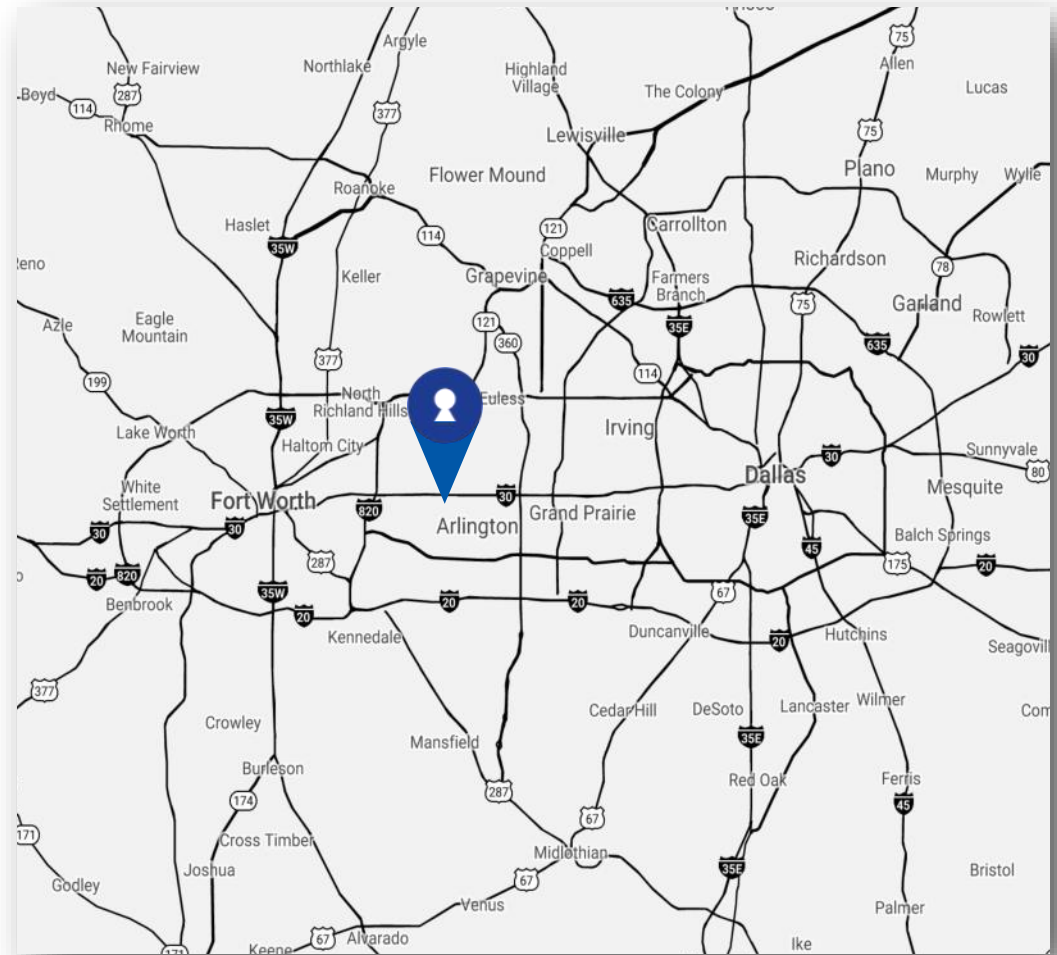 Argyle
75
New Fairview
Northlake
Highland
Village
Allen
287
The Colony
Lucas
Boyd
114
377
Rhome
Lewisville
75
Plano
Flower Mound
Murphy
Wylie
Roanoke
Haslet
121
Carrollton
114
35W
Coppell
Richardson
78
Keller
Grapevine
Farmers
Branch
635
75
Garland
Rowlett
Azle
Eagle
Mountain
121
35E
360
635
30
377
199
114
North
Richland Hills
Euless
35W
Lake Worth
Haltom City
Irving
30
Sunnyvale
80
Dallas
White
Settlement
Fort Worth
30
Mesquite
820
Grand Prairie
35E
30
30
Arlington
45
Balch Springs
287
175
20
820
20
35W
67
20
20
Benbrook
20
Kennedale
Duncanville
20
Hutchins
377
Crowley
Cedar Hill
DeSoto
Lancaster
Wilmer
Mansfield
35E
Burleson
Red Oak
Ferris
287
174
45
67
171
Cross Timber
Midlothian
Joshua
35E
Bristol
Godley
67
Venus
Palmer
67
Alvarado
Ike
Keene
171